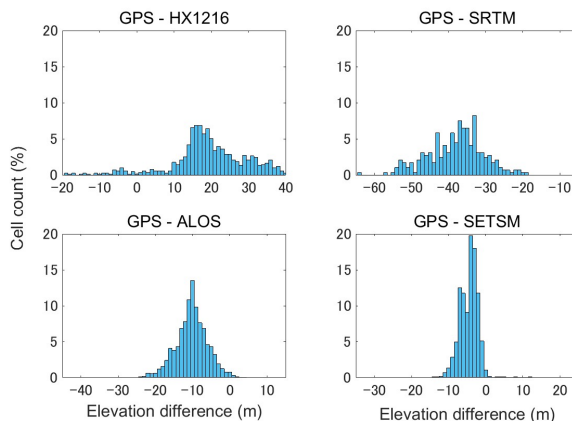 GPS - HX1216
GPS - SRTM
20
15
10
5
0
-20 -10 0 10 20 30 40
20
15
10
5
0
-60 -50 -40 -30 -20 -10
Cell count (%)
GPS - ALOS
GPS - SETSM
20
15
10
5
0
-40 -30 -20 -10 0 10
20
15
10
5
0
-30 -20 -10 0 10 20
Elevation difference (m)
Elevation difference (m)